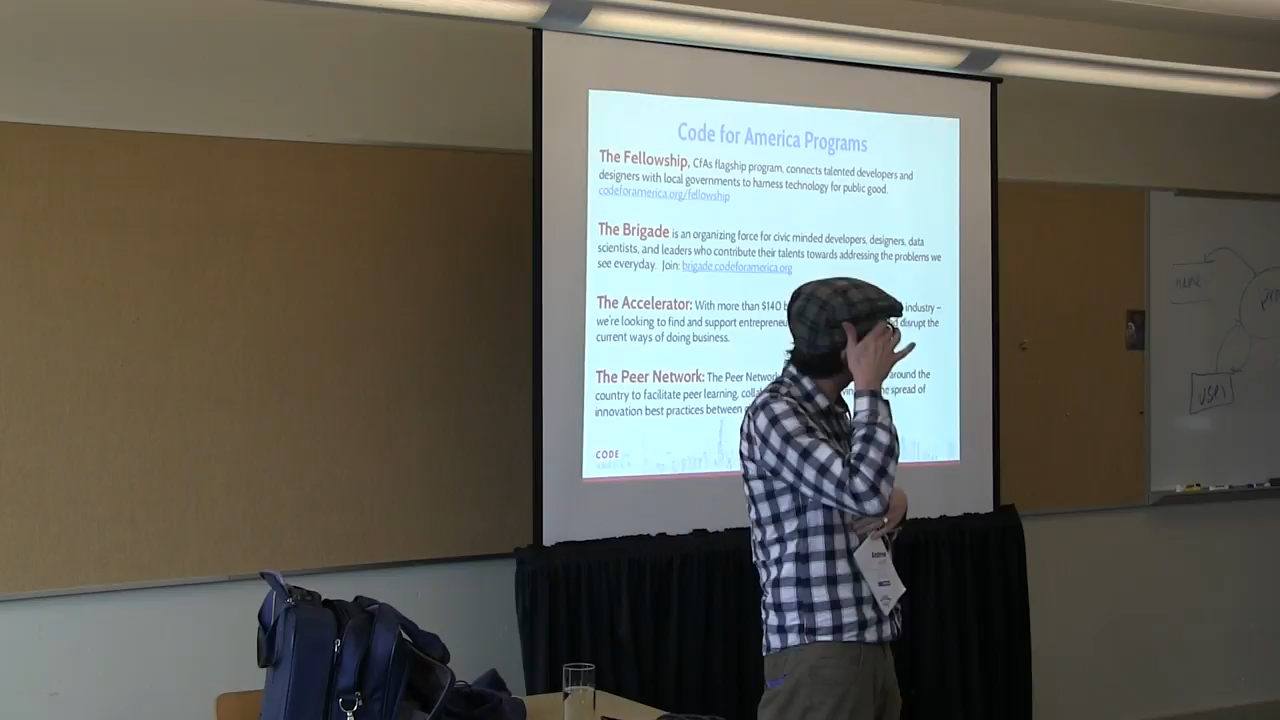 Code for America Programs
The Fellowship, CfAs flagship program, connects talented developers and
designers with local governments to harness technology for public good.
codeforamerica.org/fellowship
The Brigade is an organizing force for civic minded developers, designers, data
scientists, and leaders who contribute their talents towards addressing the problems we
see everyday. Join: brigade.codeforamerica.org
The Accelerator: With more than $140 industry –
we're looking to find and support disrupt the
current ways of doing business.
The Peer Network: The Peer around the
country to facilitate peer learning, spread of
innovation best practices between
CODE
Andrew
name
user